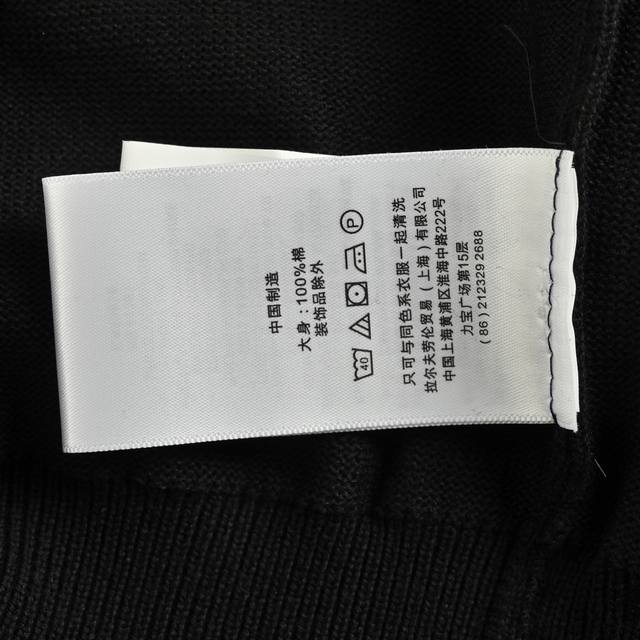 中国制造
大身:100%棉
装饰品除外
40 P
只可与同色系衣服一起清洗
拉尔夫劳伦贸易(上海)有限公司
中国上海黄浦区淮海中路222号
力宝广场第15层
(86)212329 2688